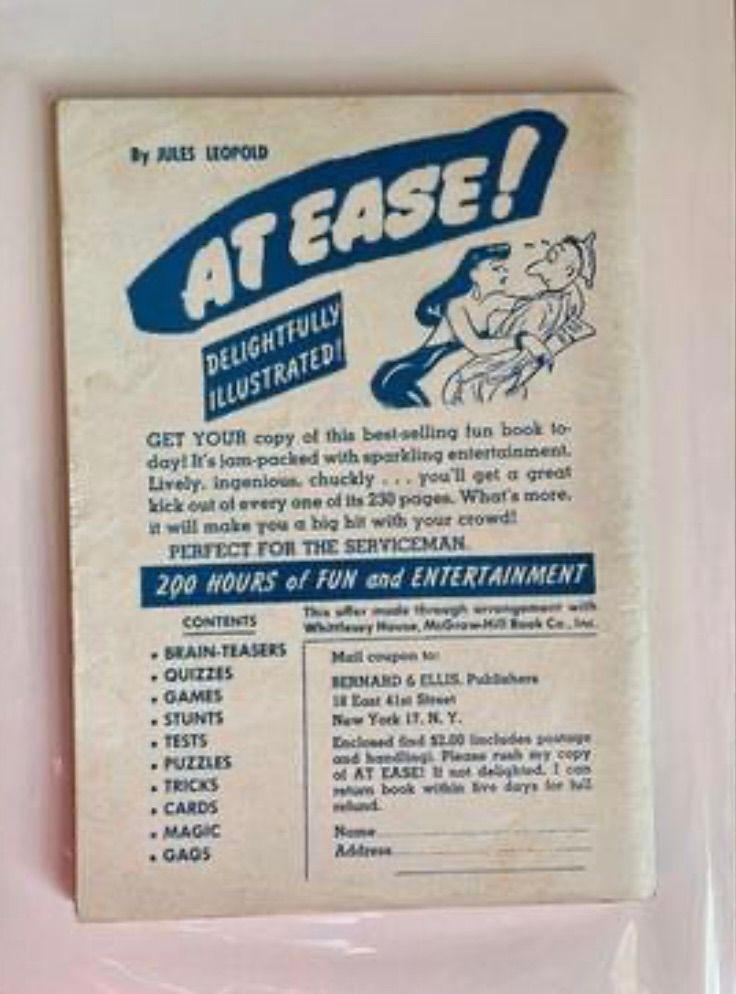 By JULES LEOPOLD
AT EASE!
DELIGHTFULLY
ILLUSTRATED!
GET YOUR copy of this best-selling fun book to-
day! It's jam-packed with sparkling entertainment.
Lively, ingenious, chuckly . . . you'll get a great
kick out of every one of its 230 pages. What's more,
it will make you a big hit with your crowd!
PERFECT FOR THE SERVICEMAN.
200 HOURS of FUN and ENTERTAINMENT
CONTENTS
• BRAIN-TEASERS
• QUIZZES
• GAMES
• STUNTS
• TESTS
• PUZZLES
• TRICKS
• CARDS
• MAGIC
• GAGS
This offer made through arrangement with
Whittlesey House, McGraw-Hill Book Co., Inc.
Mail coupon to:
BERNARD & ELLIS, Publishers
18 East 41st Street
New York 17, N. Y.
Enclosed find $2.00 (includes postage
and handling). Please rush my copy
of AT EASE! If not delighted, I can
return book within five days for full
refund.
Name
Address